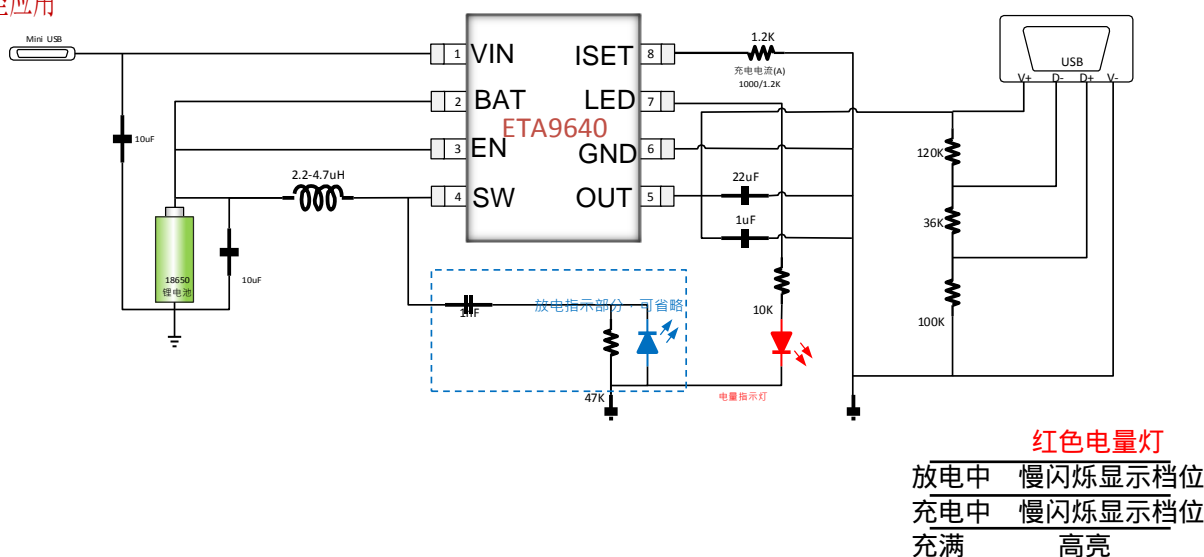 应用
Mini USB
1 VIN
2 BAT
3 EN
4 SW
ISET 8
LED 7
GND 6
OUT 5
ETA9640
1.2K
充电电流(A)
1000/1.2K
USB
V+ D- D+ V-
10uF
2.2-4.7uH
22uF
1uF
120K
36K
100K
18650
锂电池
10uF
放电指示部分，可省略
1nF
10K
47K
电量指示灯
红色电量灯
放电中 慢闪烁显示档位
充电中 慢闪烁显示档位
充满 高亮